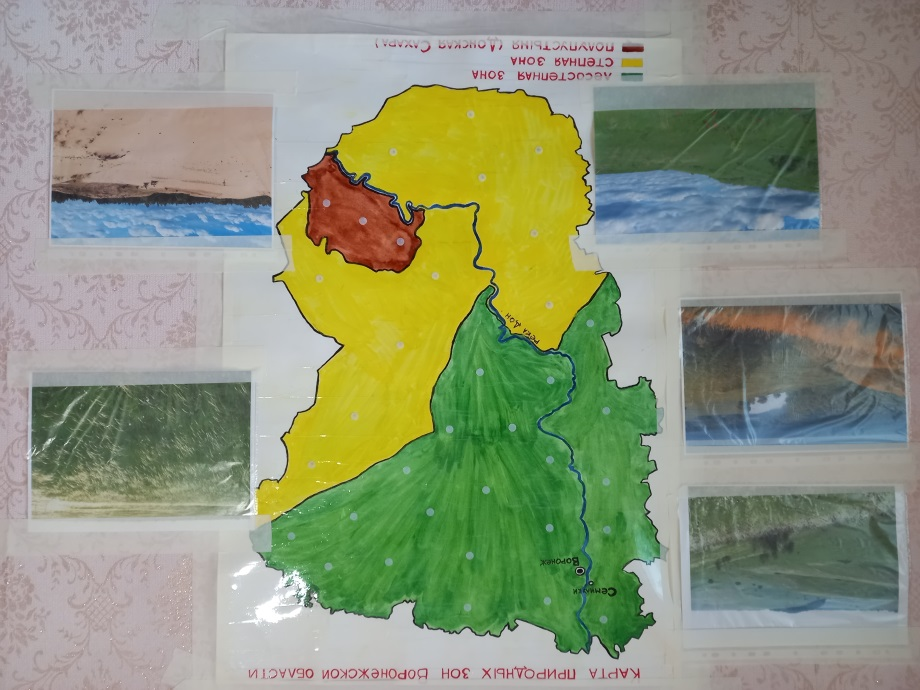 КАРТА ПРИРОДНЫХ ЗОН ВОРОНЕЖСКОЙ ОБЛАСТИ
Семилуки
Воронеж
река Дон
ЛЕСОСТЕПНАЯ ЗОНА
СТЕПНАЯ ЗОНА
ПОЛУПУСТЫНЯ (Донская Сахара)